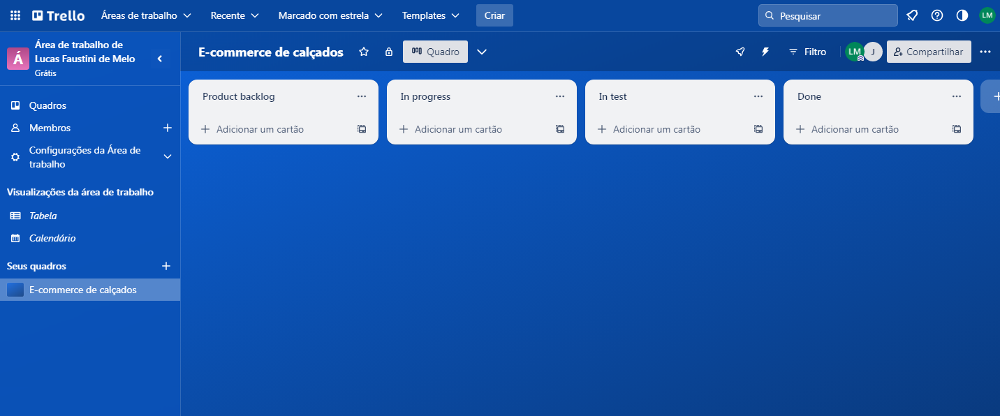 Trello Áreas de trabalho Recente Marcado com estrela Templates Criar Pesquisar LM
Á Área de trabalho de
Lucas Faustini de Melo
Grátis
E-commerce de calçados Quadro Filtro LM J Compartilhar
Quadros
Membros
Configurações da Área de
trabalho
Visualizações da área de trabalho
Tabela
Calendário
Seus quadros
E-commerce de calçados
Product backlog
Adicionar um cartão
In progress
Adicionar um cartão
In test
Adicionar um cartão
Done
Adicionar um cartão